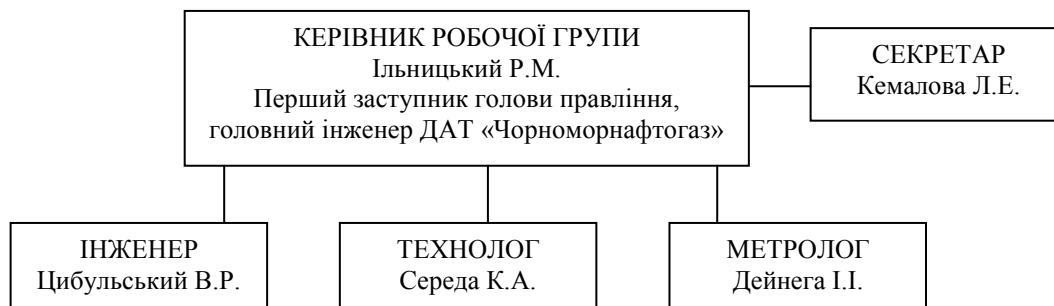 КЕРІВНИК РОБОЧОЇ ГРУПИ
Ільницький Р.М.
Перший заступник голови правління,
головний інженер ДАТ «Чорноморнафтогаз»
СЕКРЕТАР
Кемалова Л.Е.
ІНЖЕНЕР
Цибульський В.Р.
ТЕХНОЛОГ
Середа К.А.
МЕТРОЛОГ
Дейнега І.І.